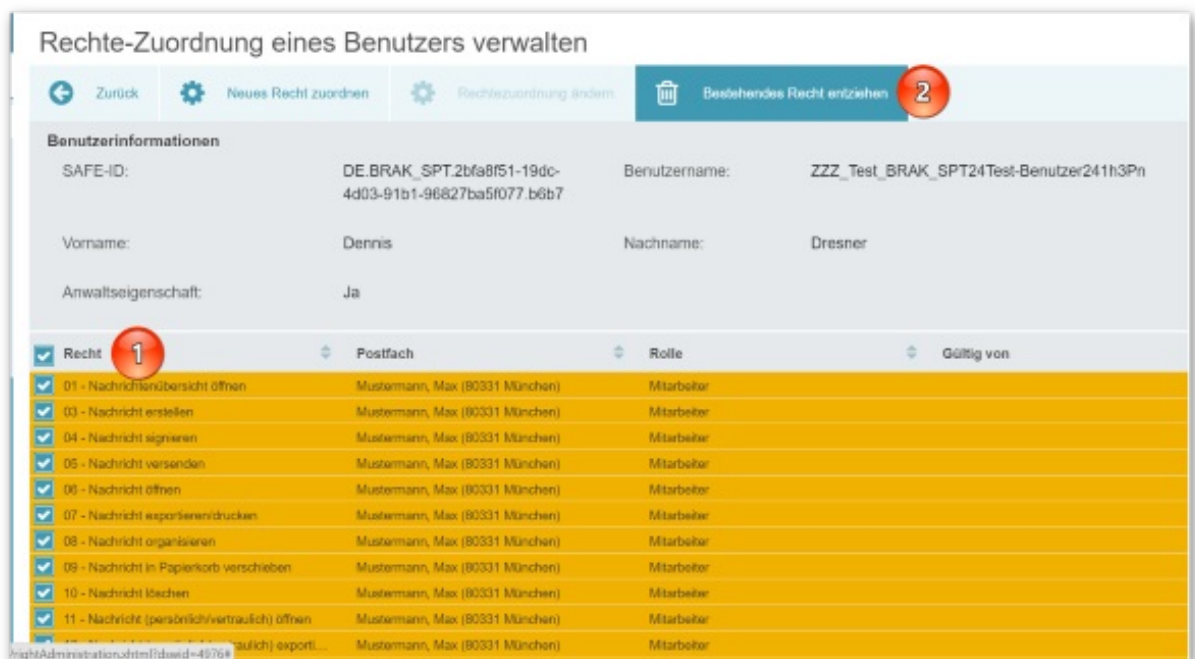 Rechte-Zuordnung eines Benutzers verwalten
Zurück Neues Recht zuordnen Rechtezuordnung ändern Bestehendes Recht entziehen 2
Benutzerinformationen
SAFE-ID: DE.BRAK_SPT.2bfa8f51-19dc- Benutzername: ZZZ_Test_BRAK_SPT24Test-Benutzer241h3Pn
4d03-91b1-96827ba5f077.b6b7
Vorname: Dennis Nachname: Dresner
Anwaltseigenschaft: Ja
Recht 1 Postfach Rolle Gültig von
01 - Nachrichtenübersicht öffnen Mustermann, Max (80331 München) Mitarbeiter
03 - Nachricht erstellen Mustermann, Max (80331 München) Mitarbeiter
04 - Nachricht signieren Mustermann, Max (80331 München) Mitarbeiter
05 - Nachricht versenden Mustermann, Max (80331 München) Mitarbeiter
06 - Nachricht öffnen Mustermann, Max (80331 München) Mitarbeiter
07 - Nachricht exportieren/drucken Mustermann, Max (80331 München) Mitarbeiter
08 - Nachricht organisieren Mustermann, Max (80331 München) Mitarbeiter
09 - Nachricht in Papierkorb verschieben Mustermann, Max (80331 München) Mitarbeiter
10 - Nachricht löschen Mustermann, Max (80331 München) Mitarbeiter
11 - Nachricht (persönlich/vertraulich) öffnen Mustermann, Max (80331 München) Mitarbeiter
raulich) exporti... Mustermann, Max (80331 München) Mitarbeiter
/rightAdministration.xhtml?dswid=4976#